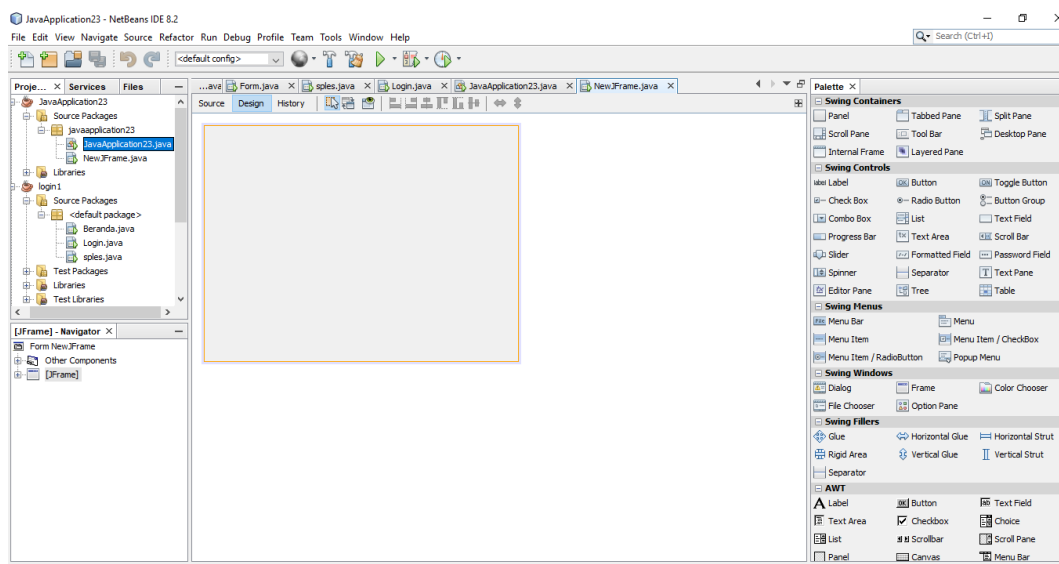 JavaApplication23 - NetBeans IDE 8.2
File Edit View Navigate Source Refactor Run Debug Profile Team Tools Window Help
Search (Ctrl+I)
<default config>
Proje... Services Files
...ava Form.java sples.java Login.java JavaApplication23.java NewJFrame.java
Palette
Source Design History
JavaApplication23
Source Packages
javaapplication23
JavaApplication23.java
NewJFrame.java
Libraries
login1
Source Packages
<default package>
Beranda.java
Login.java
sples.java
Test Packages
Libraries
Test Libraries
[JFrame] - Navigator
Form NewJFrame
Other Components
[JFrame]
Swing Containers
Panel Tabbed Pane Split Pane
Scroll Pane Tool Bar Desktop Pane
Internal Frame Layered Pane
Swing Controls
label Label OK Button ON Toggle Button
Check Box Radio Button Button Group
Combo Box List Text Field
Progress Bar Text Area Scroll Bar
Slider Formatted Field Password Field
Spinner Separator Text Pane
Editor Pane Tree Table
Swing Menus
Menu Bar Menu
Menu Item Menu Item / CheckBox
Menu Item / RadioButton Popup Menu
Swing Windows
Dialog Frame Color Chooser
File Chooser Option Pane
Swing Fillers
Glue Horizontal Glue Horizontal Strut
Rigid Area Vertical Glue Vertical Strut
Separator
AWT
A Label OK Button Text Field
Text Area Checkbox Choice
List Scrollbar Scroll Pane
Panel Canvas Menu Bar